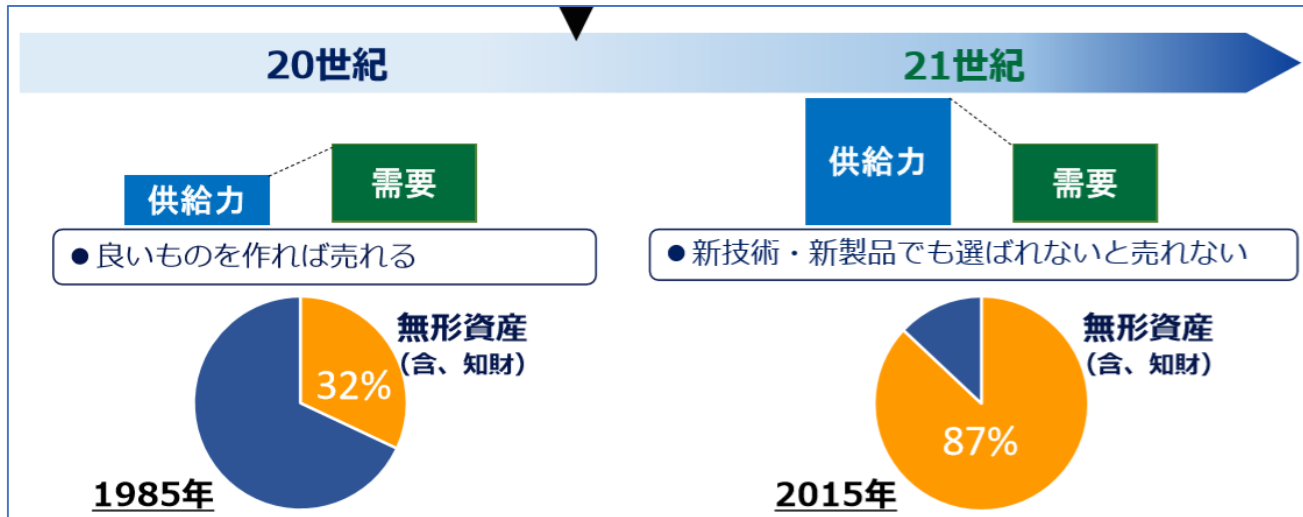 20世紀
21世紀
供給力
需要
供給力
需要
●良いものを作れば売れる
●新技術・新製品でも選ばれないと売れない
無形資産
(含、知財)
32%
1985年
無形資産
(含、知財)
87%
2015年